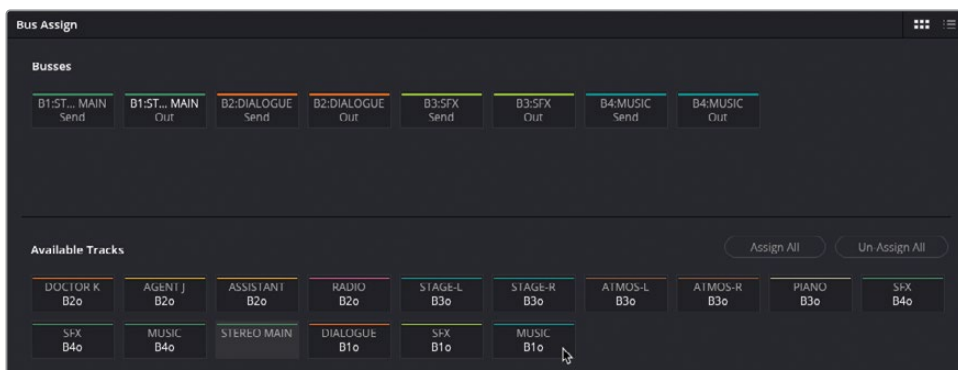 Bus Assign
Busses
B1:ST... MAIN B1:ST... MAIN B2:DIALOGUE B2:DIALOGUE B3:SFX B3:SFX B4:MUSIC B4:MUSIC
Send Out Send Out Send Out Send Out
Available Tracks Assign All Un-Assign All
DOCTOR K AGENT J ASSISTANT RADIO STAGE-L STAGE-R ATMOS-L ATMOS-R PIANO SFX
B2o B2o B2o B2o B3o B3o B3o B3o B3o B4o
SFX MUSIC STEREO MAIN DIALOGUE SFX MUSIC
B4o B4o B1o B1o B1o